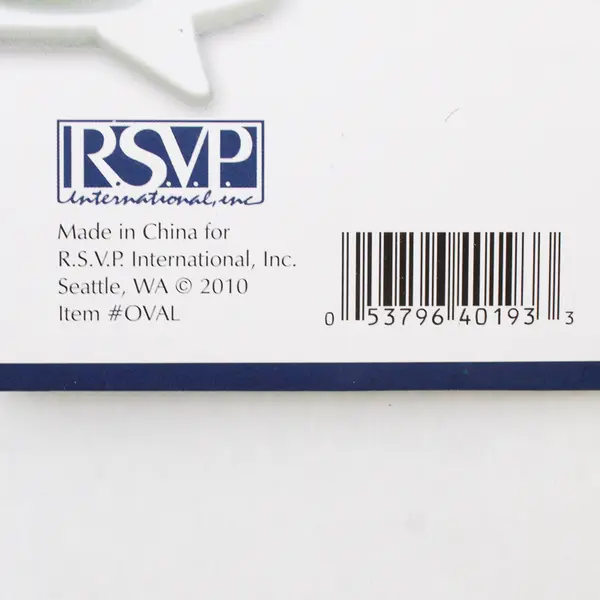 R.S.V.P.
international, inc
Made in China for
R.S.V.P. International, Inc.
Seattle, WA © 2010
Item #OVAL
0 53796 40193 3